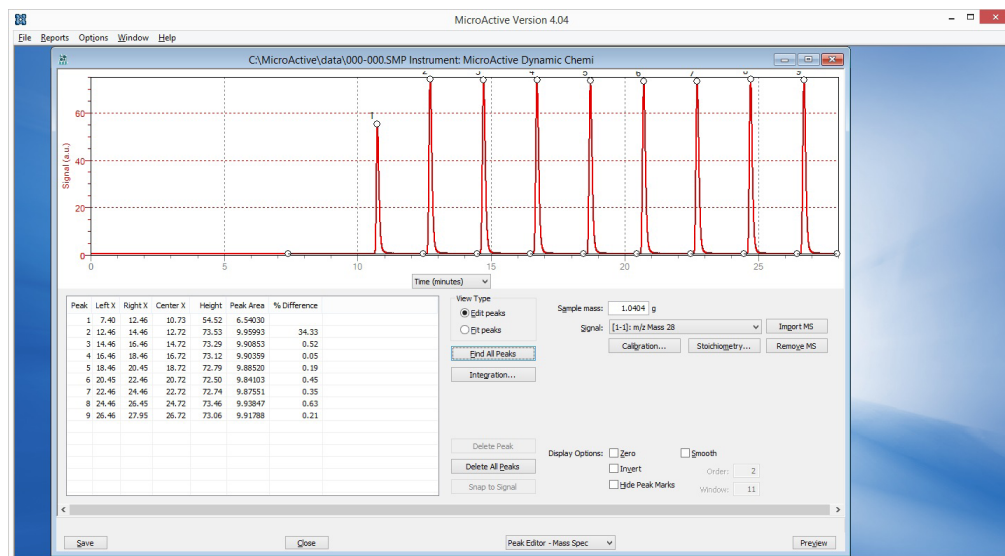 MicroActive Version 4.04
File Reports Options Window Help
C:\MicroActive\data\000-000.SMP Instrument: MicroActive Dynamic Chemi
1 2 3 4 5 6 7 8 9
Signal (a.u.)
60
40
20
0
0 5 10 15 20 25
Time (minutes)
Peak Left X Right X Center X Height Peak Area % Difference
1 7.40 12.46 10.73 54.52 6.54030
2 12.46 14.46 12.72 73.53 9.95993 34.33
3 14.46 16.46 14.72 73.29 9.90853 0.52
4 16.46 18.46 16.72 73.12 9.90359 0.05
5 18.46 20.45 18.72 72.79 9.88520 0.19
6 20.45 22.46 20.72 72.50 9.84103 0.45
7 22.46 24.46 22.72 72.74 9.87551 0.35
8 24.46 26.45 24.72 73.46 9.93847 0.63
9 26.46 27.95 26.72 73.06 9.91788 0.21
View Type
Edit peaks
Fit peaks
Find All Peaks
Integration...
Delete Peak
Delete All Peaks
Snap to Signal
Sample mass: 1.0404 g
Signal: [1-1]: m/z Mass 28 Import MS
Calibration... Stoichiometry... Remove MS
Display Options: Zero Smooth
Invert Order: 2
Hide Peak Marks Window: 11
Save Close Peak Editor - Mass Spec Preview